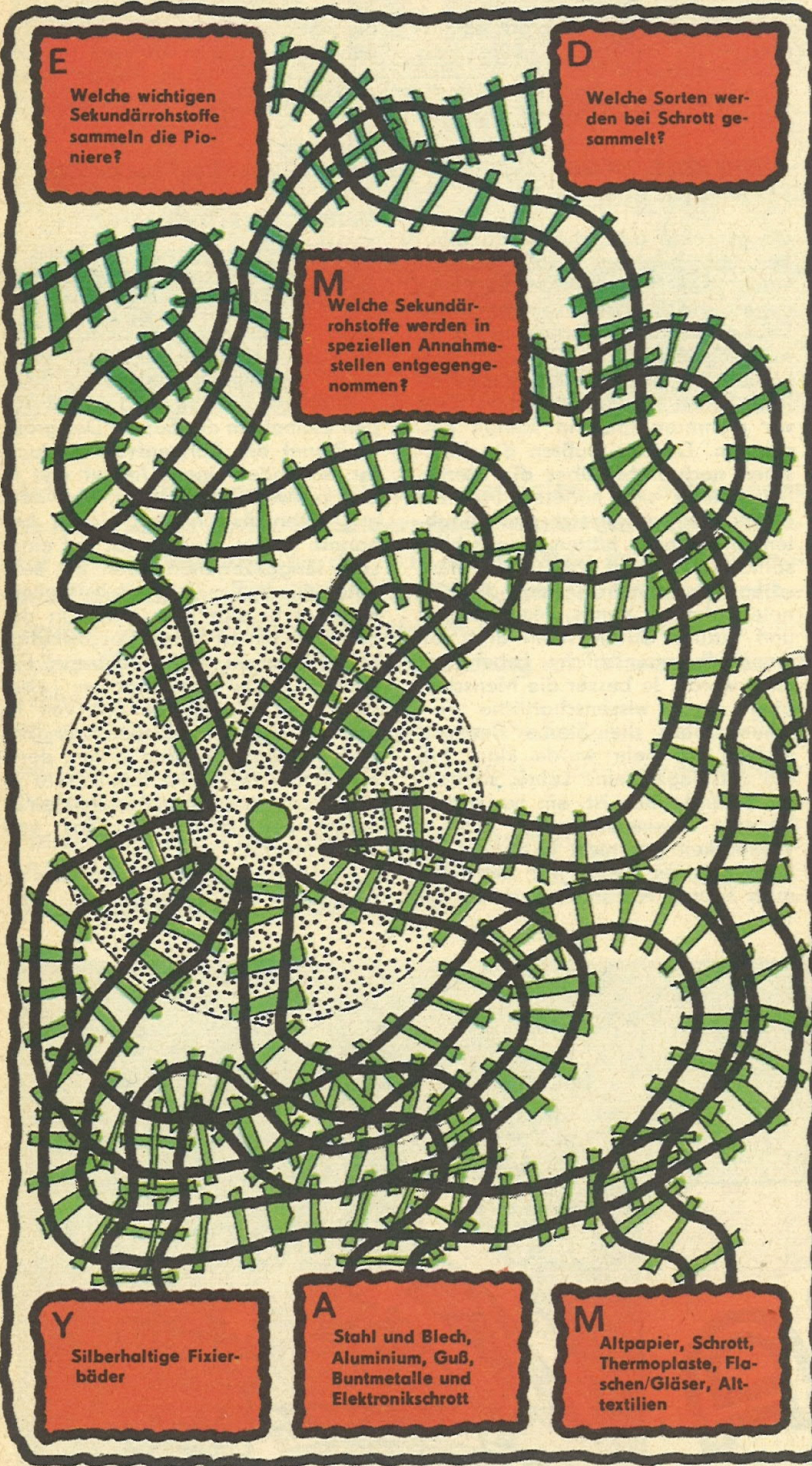 E
Welche wichtigen
Sekundärrohstoffe
sammeln die Pio-
niere?
D
Welche Sorten wer-
den bei Schrott ge-
sammelt?
M
Welche Sekundär-
rohstoffe werden in
speziellen Annahme-
stellen entgegenge-
nommen?
Y
Silberhaltige Fixier-
bäder
A
Stahl und Blech,
Aluminium, Guß,
Buntmetalle und
Elektronikschrott
M
Altpapier, Schrott,
Thermoplaste, Fla-
schen/Gläser, Alt-
textilien